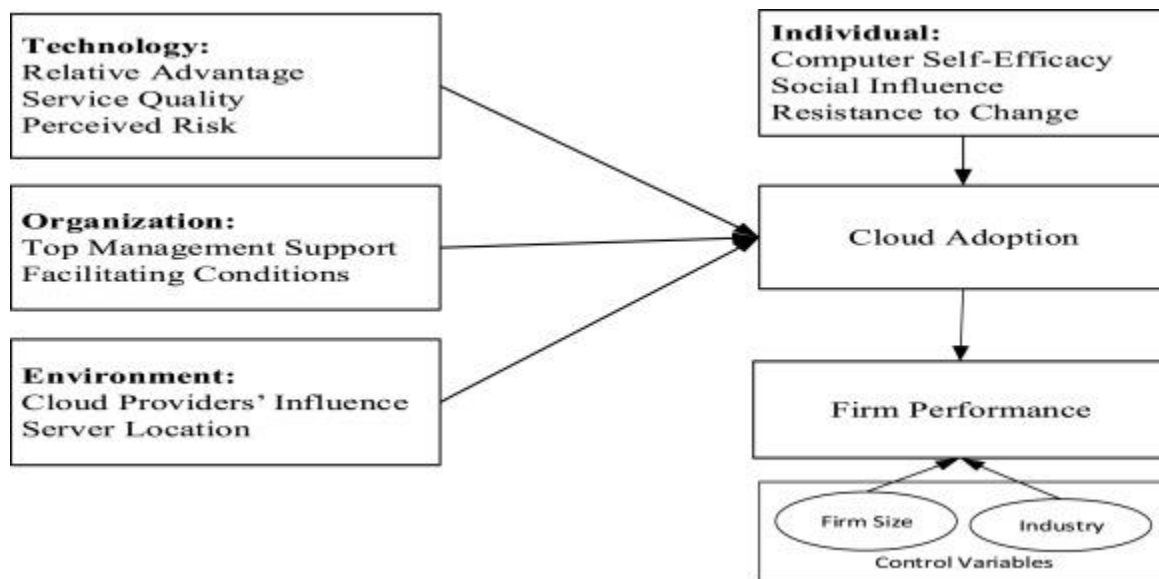 Technology:
Relative Advantage
Service Quality
Perceived Risk
Individual:
Computer Self-Efficacy
Social Influence
Resistance to Change
Organization:
Top Management Support
Facilitating Conditions
Cloud Adoption
Environment:
Cloud Providers' Influence
Server Location
Firm Performance
Firm Size
Industry
Control Variables